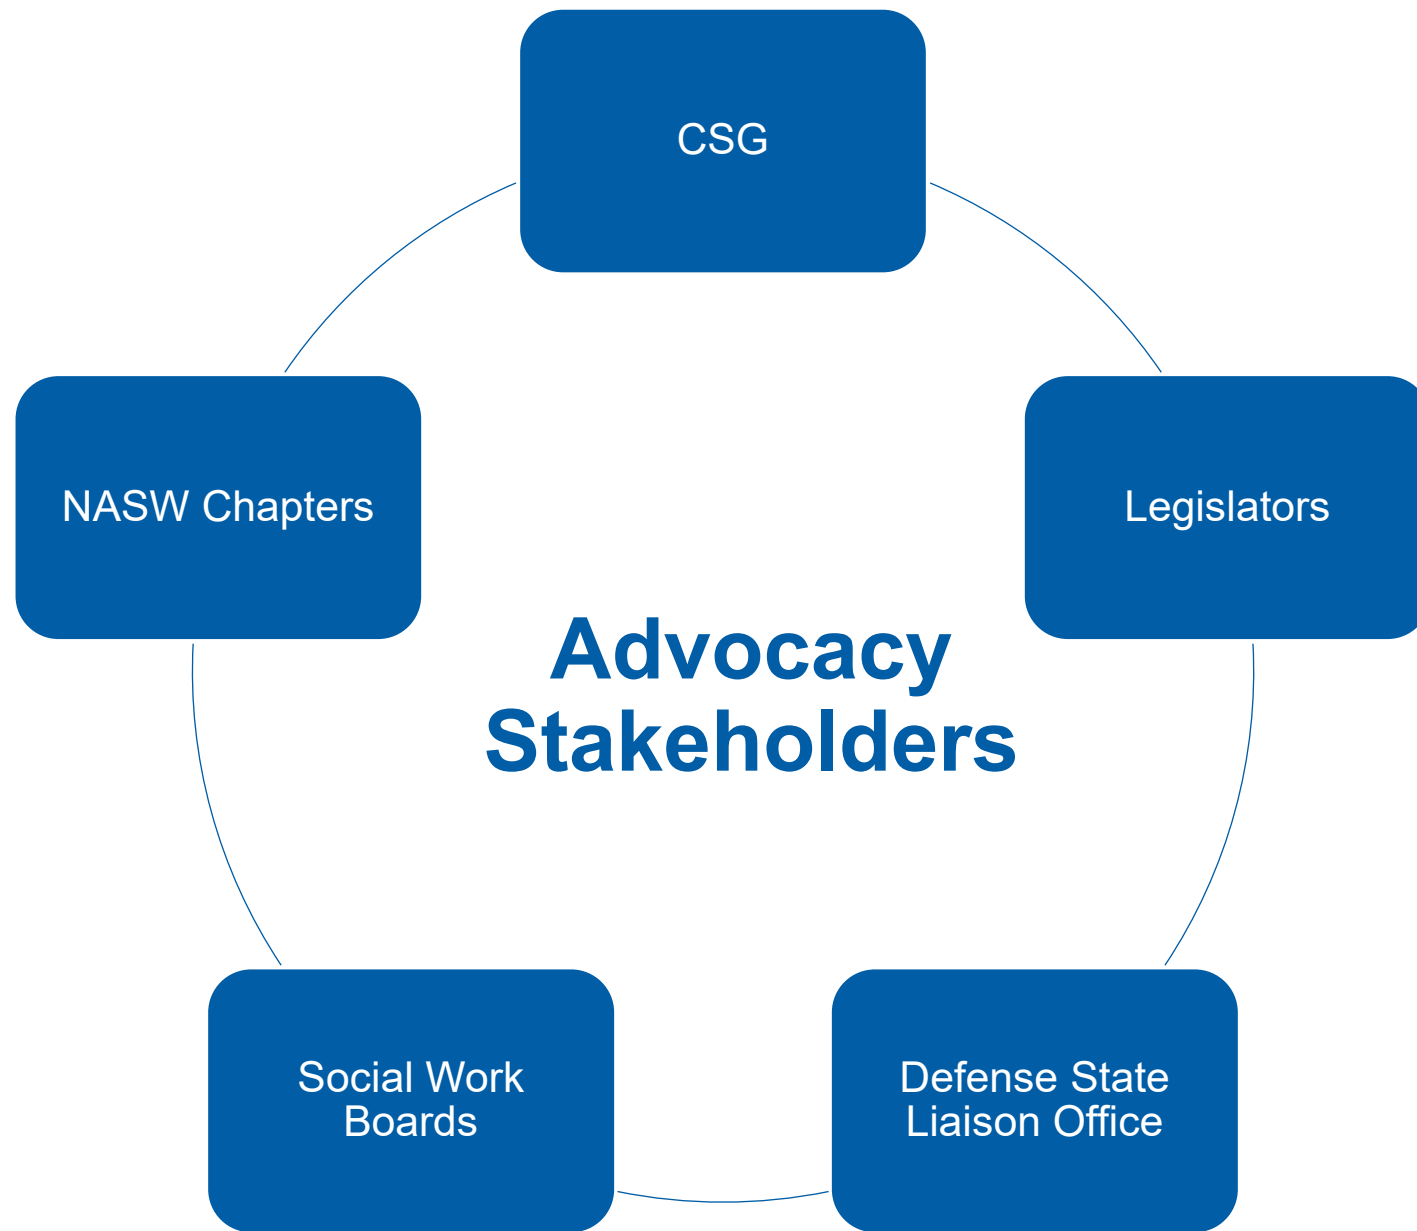 CSG
NASW Chapters
Legislators
Advocacy
Stakeholders
Social Work
Boards
Defense State
Liaison Office